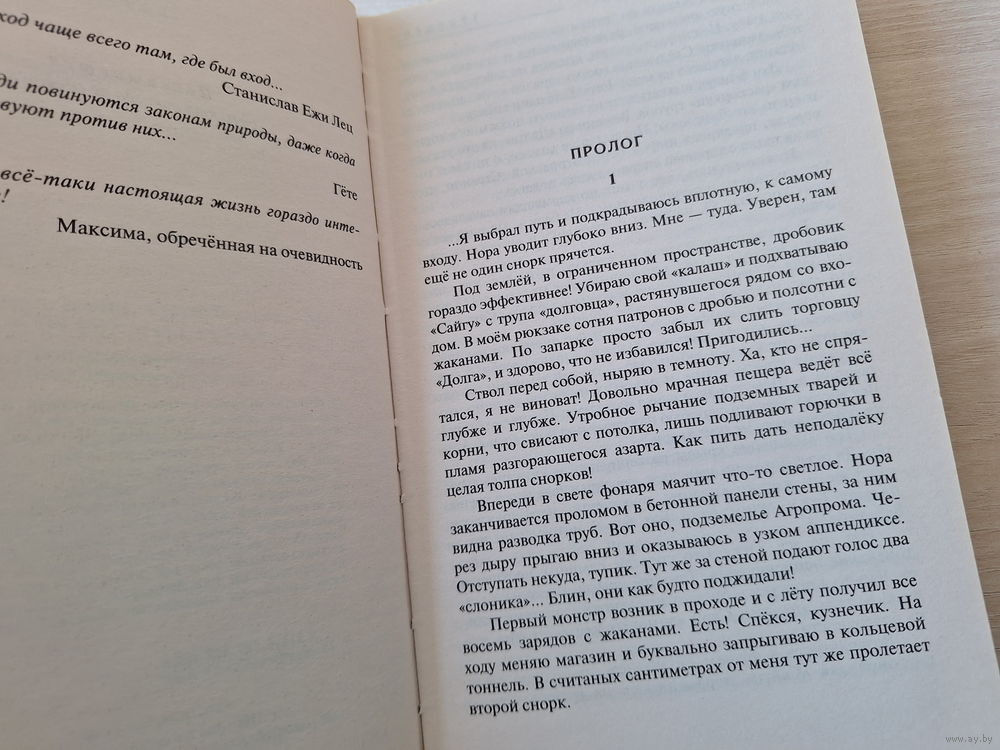 ход чаще всего там, где был вход...
Станислав Ежи Лец
ди повинуются законам природы, даже когда
вуют против них...
Гёте
всё-таки настоящая жизнь гораздо инте-
!
Максима, обречённая на очевидность
ПРОЛОГ
1
...Я выбрал путь и подкрадываюсь вплотную, к самому
входу. Нора уводит глубоко вниз. Мне — туда. Уверен, там
ещё не один снорк прячется.
Под землёй, в ограниченном пространстве, дробовик
гораздо эффективнее! Убираю свой «калаш» и подхватываю
«Сайгу» с трупа «долговца», растянувшегося рядом со вхо-
дом. В моём рюкзаке сотня патронов с дробью и полсотни с
жаканами. По запарке просто забыл их слить торговцу
«Долга», и здорово, что не избавился! Пригодились...
Ствол перед собой, ныряю в темноту. Ха, кто не спря-
тался, я не виноват! Довольно мрачная пещера ведёт всё
глубже и глубже. Утробное рычание подземных тварей и
корни, что свисают с потолка, лишь подливают горючки в
пламя разгорающегося азарта. Как пить дать неподалёку
целая толпа снорков!
Впереди в свете фонаря маячит что-то светлое. Нора
заканчивается проломом в бетонной панели стены, за ним
видна разводка труб. Вот оно, подземелье Агропрома. Че-
рез дыру прыгаю вниз и оказываюсь в узком аппендиксе.
Отступать некуда, тупик. Тут же за стеной подают голос два
«слоника»... Блин, они как будто поджидали!
Первый монстр возник в проходе и с лёту получил все
восемь зарядов с жаканами. Есть! Спёкся, кузнечик. На
ходу меняю магазин и буквально запрыгиваю в кольцевой
тоннель. В считаных сантиметрах от меня тут же пролетает
второй снорк.
www.ay.by